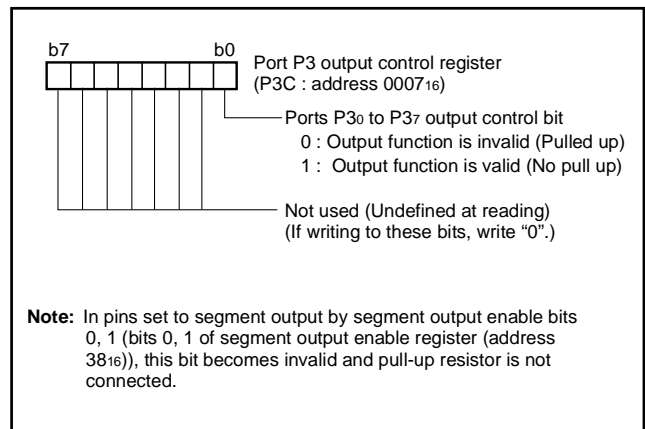 b7 b0
Port P3 output control register
(P3C : address 000716)
Ports P30 to P37 output control bit
0 : Output function is invalid (Pulled up)
1 : Output function is valid (No pull up)
Not used (Undefined at reading)
(If writing to these bits, write “0”.)
Note: In pins set to segment output by segment output enable bits
0, 1 (bits 0, 1 of segment output enable register (address
3816)), this bit becomes invalid and pull-up resistor is not
connected.